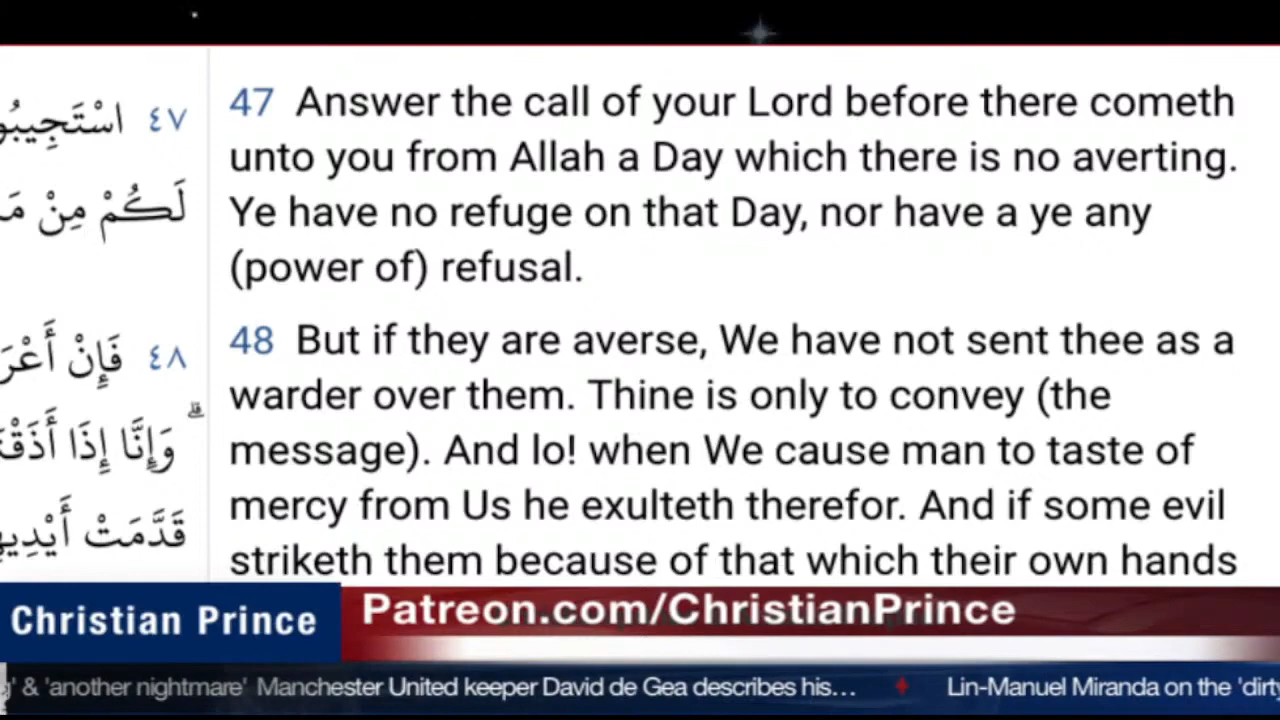 47 Answer the call of your Lord before there cometh
unto you from Allah a Day which there is no averting.
Ye have no refuge on that Day, nor have a ye any
(power of) refusal.
48 But if they are averse, We have not sent thee as a
warder over them. Thine is only to convey (the
message). And lo! when We cause man to taste of
mercy from Us he exulteth therefor. And if some evil
striketh them because of that which their own hands
٤٧
لَكُمْ مِنْ
٤٨ فَإِنْ
وَإِنَّا إِذَا
قَدَّمَتْ
Christian Prince
Patreon.com/ChristianPrince
' & 'another nightmare' Manchester United keeper David de Gea describes his... Lin-Manuel Miranda on the 'dirty